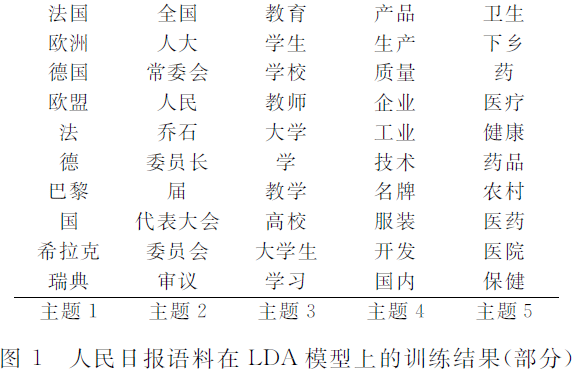 法国 全国 教育 产品 卫生
欧洲 人大 学生 生产 下乡
德国 常委会 学校 质量 药
欧盟 人民 教师 企业 医疗
法 乔石 大学 工业 健康
德 委员长 学 技术 药品
巴黎 届 教学 名牌 农村
国 代表大会 高校 服装 医药
希拉克 委员会 大学生 开发 医院
瑞典 审议 学习 国内 保健
主题 1 主题 2 主题 3 主题 4 主题 5
图 1 人民日报语料在 LDA 模型上的训练结果(部分)